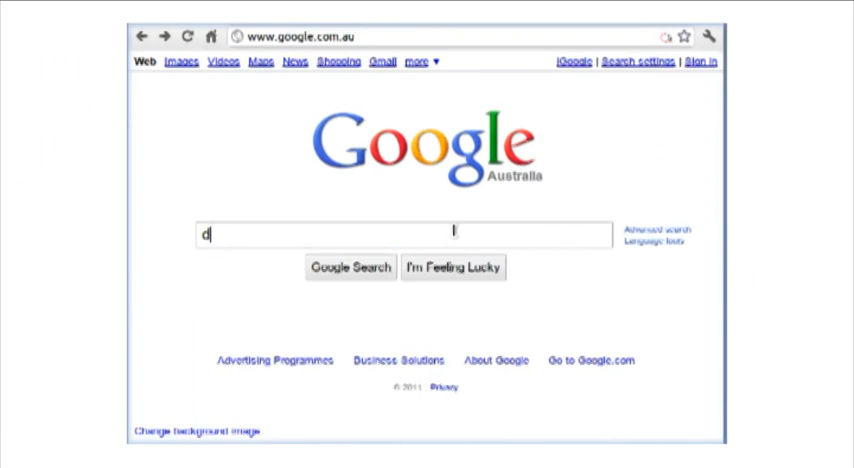 www.google.com.au
Web Images Videos Maps News Shopping Gmail more ▼ iGoogle | Search settings | Sign in
Google
Australia
d
Advanced search
Language tools
Google Search I'm Feeling Lucky
Advertising Programmes Business Solutions About Google Go to Google.com
© 2011 Privacy
Change background image